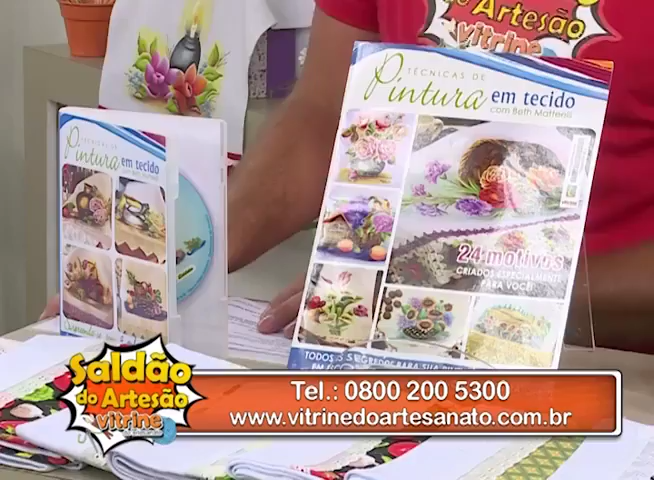 do Artesão
vitrine
TÉCNICAS DE
Pintura em tecido
com Beth Matteelli
24 motivos
CRIADOS ESPECIALMENTE
PARA VOCÊ!
TÉCNICAS DE
Pintura em tecido
Saldão
do Artesão
vitrine
Tel.: 0800 200 5300
www.vitrinedoartesanato.com.br